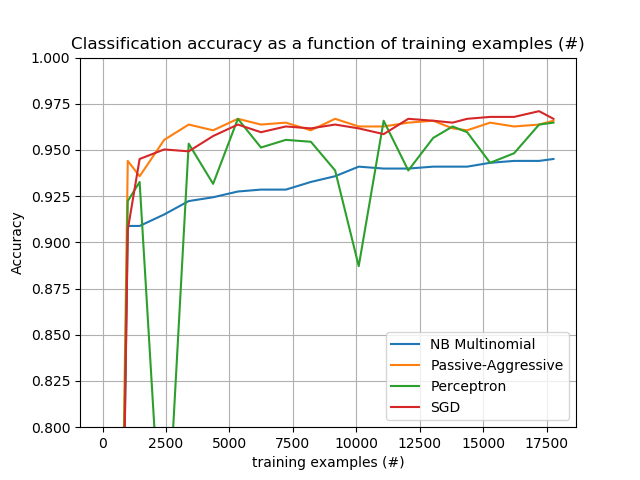 Classification accuracy as a function of training examples (#)
1.000
0.975
0.950
0.925
0.900
0.875
0.850
0.825
0.800
Accuracy
NB Multinomial
Passive-Aggressive
Perceptron
SGD
0 2500 5000 7500 10000 12500 15000 17500
training examples (#)